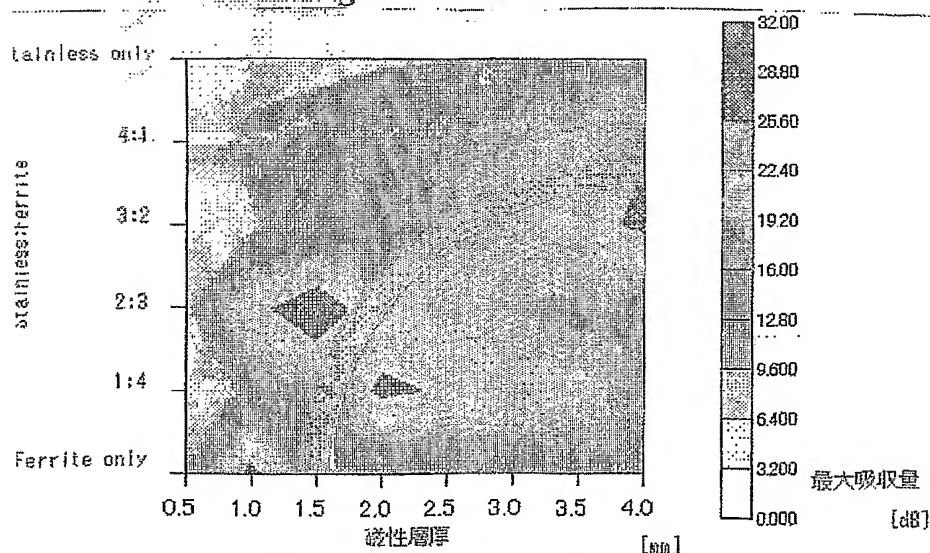 g
32.00
tainless only
28.80
4:1
25.60
22.40
3:2
19.20
stainless:ferrite
16.00
2:3
12.80
1:4
9.600
6.400
Ferrite only
3.200
最大吸収量
0.5 1.0 1.5 2.0 2.5 3.0 3.5 4.0
0.000
[dB]
磁性層厚
[mm]